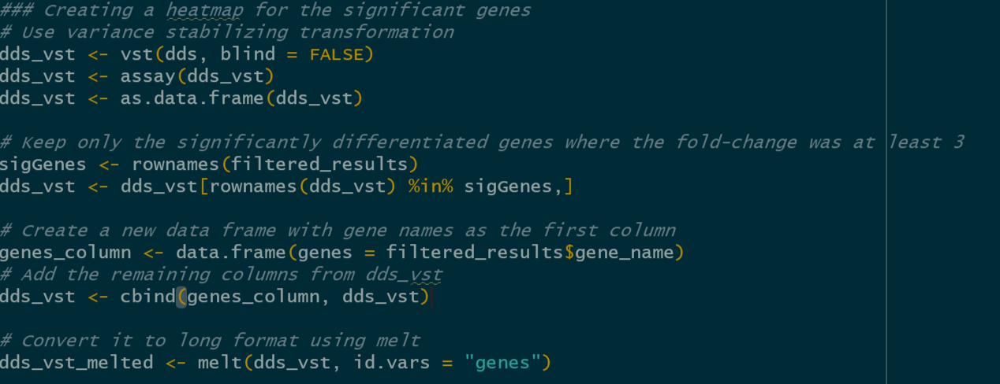 ### Creating a heatmap for the significant genes
# Use variance stabilizing transformation
dds_vst <- vst(dds, blind = FALSE)
dds_vst <- assay(dds_vst)
dds_vst <- as.data.frame(dds_vst)
# Keep only the significantly differentiated genes where the fold-change was at least 3
sigGenes <- rownames(filtered_results)
dds_vst <- dds_vst[rownames(dds_vst) %in% sigGenes,]
# Create a new data frame with gene names as the first column
genes_column <- data.frame(genes = filtered_results$gene_name)
# Add the remaining columns from dds_vst
dds_vst <- cbind(genes_column, dds_vst)
# Convert it to long format using melt
dds_vst_melted <- melt(dds_vst, id.vars = "genes")